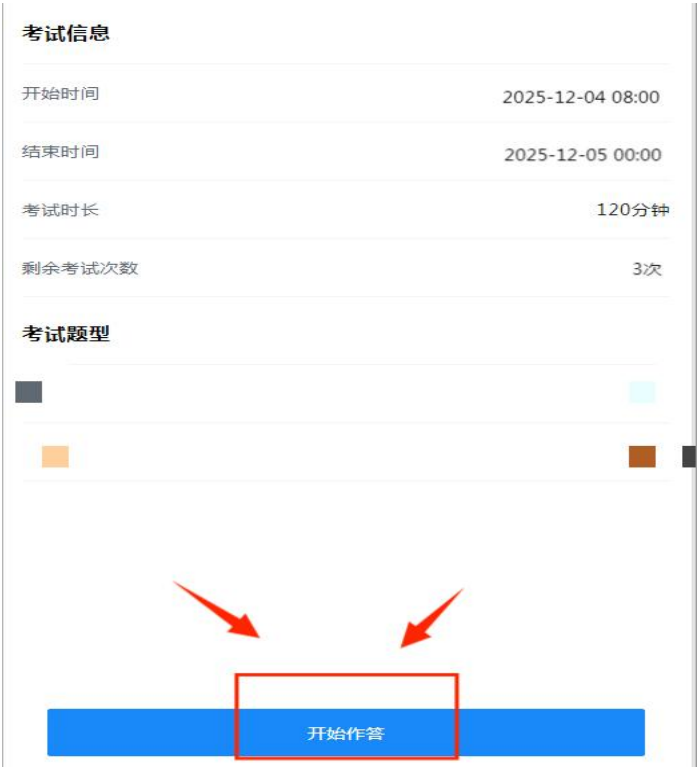 考试信息
开始时间 2025-12-04 08:00
结束时间 2025-12-05 00:00
考试时长 120分钟
剩余考试次数 3次
考试题型
开始作答